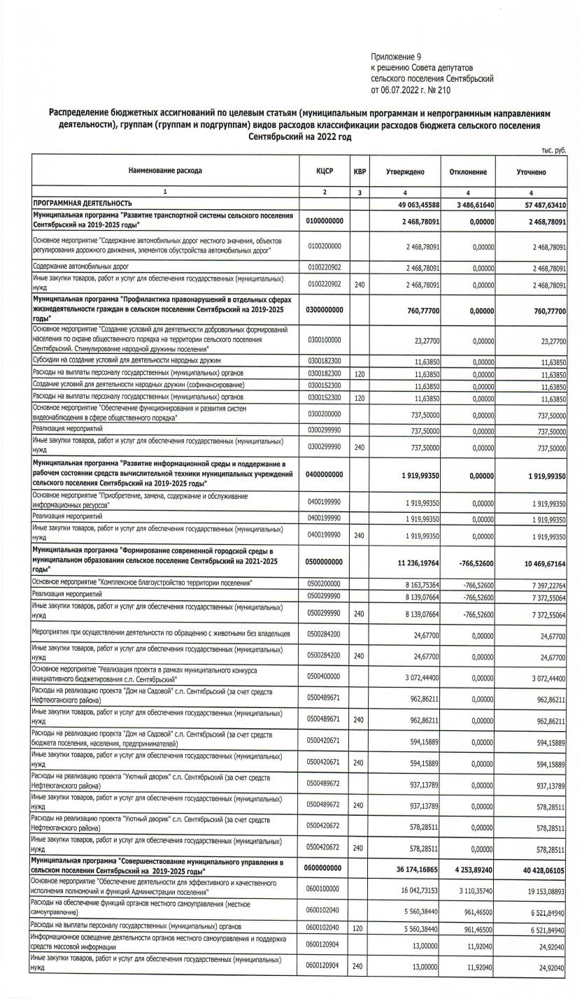 Приложение 9
к решению Совета депутатов
сельского поселения Сентябрьский
от 06.07.2022 г. № 210
Распределение бюджетных ассигнований по целевым статьям (муниципальным программам и непрограммным направлениям
деятельности), группам (группам и подгруппам) видов расходов классификации расходов бюджета сельского поселения
Сентябрьский на 2022 год
тыс. руб.
Наименование расхода КЦСР КВР Утверждено Отклонение Уточнено
1 2 3 4 4 4
ПРОГРАММНАЯ ДЕЯТЕЛЬНОСТЬ 49 063,45588 3 486,61640 57 487,63410
Муниципальная программа "Развитие транспортной системы сельского поселения
Сентябрьский на 2019-2025 годы" 0100000000 2 468,78091 0,00000 2 468,78091
Основное мероприятие "Содержание автомобильных дорог местного значения, объектов
регулирования дорожного движения, элементов обустройства автомобильных дорог" 0100200000 2 468,78091 0,00000 2 468,78091
Содержание автомобильных дорог 0100220902 2 468,78091 0,00000 2 468,78091
Иные закупки товаров, работ и услуг для обеспечения государственных (муниципальных)
нужд 0100220902 240 2 468,78091 0,00000 2 468,78091
Муниципальная программа "Профилактика правонарушений в отдельных сферах
жизнедеятельности граждан в сельском поселении Сентябрьский на 2019-2025
годы" 0300000000 760,77700 0,00000 760,77700
Основное мероприятие "Создание условий для деятельности добровольных формирований
населения по охране общественного порядка на территории сельского поселения
Сентябрьский. Стимулирование народной дружины поселения" 0300100000 23,27700 0,00000 23,27700
Субсидии на создание условий для деятельности народных дружин 0300182300 11,63850 0,00000 11,63850
Расходы на выплаты персоналу государственных (муниципальных) органов 0300182300 120 11,63850 0,00000 11,63850
Создание условий для деятельности народных дружин (софинансирование) 03001S2300 11,63850 0,00000 11,63850
Расходы на выплаты персоналу государственных (муниципальных) органов 03001S2300 120 11,63850 0,00000 11,63850
Основное мероприятие "Обеспечение функционирования и развития систем
видеонаблюдения в сфере общественного порядка" 0300200000 737,50000 0,00000 737,50000
Реализация мероприятий 0300299990 737,50000 0,00000 737,50000
Иные закупки товаров, работ и услуг для обеспечения государственных (муниципальных)
нужд 0300299990 240 737,50000 0,00000 737,50000
Муниципальная программа "Развитие информационной среды и поддержание в
рабочем состоянии средств вычислительной техники муниципальных учреждений
сельского поселения Сентябрьский на 2019-2025 годы" 0400000000 1 919,99350 0,00000 1 919,99350
Основное мероприятие "Приобретение, замена, содержание и обслуживание
информационных ресурсов" 0400199990 1 919,99350 0,00000 1 919,99350
Реализация мероприятий 0400199990 1 919,99350 0,00000 1 919,99350
Иные закупки товаров, работ и услуг для обеспечения государственных (муниципальных)
нужд 0400199990 240 1 919,99350 0,00000 1 919,99350
Муниципальная программа "Формирование современной городской среды в
муниципальном образовании сельское поселение Сентябрьский на 2021-2025
годы" 0500000000 11 236,19764 -766,52600 10 469,67164
Основное мероприятие "Комплексное благоустройство территории поселения" 0500200000 8 163,75364 -766,52600 7 397,22764
Реализация мероприятий 0500299990 8 139,07664 -766,52600 7 372,55064
Иные закупки товаров, работ и услуг для обеспечения государственных (муниципальных)
нужд 0500299990 240 8 139,07664 -766,52600 7 372,55064
Мероприятия при осуществлении деятельности по обращению с животными без владельцев 0500284200 24,67700 0,00000 24,67700
Иные закупки товаров, работ и услуг для обеспечения государственных (муниципальных)
нужд 0500284200 240 24,67700 0,00000 24,67700
Основное мероприятие "Реализация проекта в рамках муниципального конкурса
инициативного бюджетирования с.п. Сентябрьский" 0500400000 3 072,44400 0,00000 3 072,44400
Расходы на реализацию проекта "Дом на Садовой" с.п. Сентябрьский (за счет средств
Нефтеюганского района) 0500489671 962,86211 0,00000 962,86211
Иные закупки товаров, работ и услуг для обеспечения государственных (муниципальных)
нужд 0500489671 240 962,86211 0,00000 962,86211
Расходы на реализацию проекта "Дом на Садовой" с.п. Сентябрьский (за счет средств
бюджета поселения, населения, предпринимателей) 0500420671 594,15889 0,00000 594,15889
Иные закупки товаров, работ и услуг для обеспечения государственных (муниципальных)
нужд 0500420671 240 594,15889 0,00000 594,15889
Расходы на реализацию проекта "Уютный дворик" с.п. Сентябрьский (за счет средств
Нефтеюганского района) 0500489672 937,13789 0,00000 937,13789
Иные закупки товаров, работ и услуг для обеспечения государственных (муниципальных)
нужд 0500489672 240 937,13789 0,00000 578,28511
Расходы на реализацию проекта "Уютный дворик" с.п. Сентябрьский (за счет средств
Нефтеюганского района) 0500420672 578,28511 0,00000 578,28511
Иные закупки товаров, работ и услуг для обеспечения государственных (муниципальных)
нужд 0500420672 240 578,28511 0,00000 578,28511
Муниципальная программа "Совершенствование муниципального управления в
сельском поселении Сентябрьский на 2019-2025 годы" 0600000000 36 174,16865 4 253,89240 40 428,06105
Основное мероприятие "Обеспечение деятельности для эффективного и качественного
исполнения полномочий и функций Администрации поселения" 0600100000 16 042,73153 3 110,35740 19 153,08893
Расходы на обеспечение функций органов местного самоуправления (местное
самоуправление) 0600102040 5 560,38440 961,46500 6 521,84940
Расходы на выплаты персоналу государственных (муниципальных) органов 0600102040 120 5 560,38440 961,46500 6 521,84940
Информационное освещение деятельности органов местного самоуправления и поддержка
средств массовой информации 0600120904 13,00000 11,92040 24,92040
Иные закупки товаров, работ и услуг для обеспечения государственных (муниципальных)
нужд 0600120904 240 13,00000 11,92040 24,92040